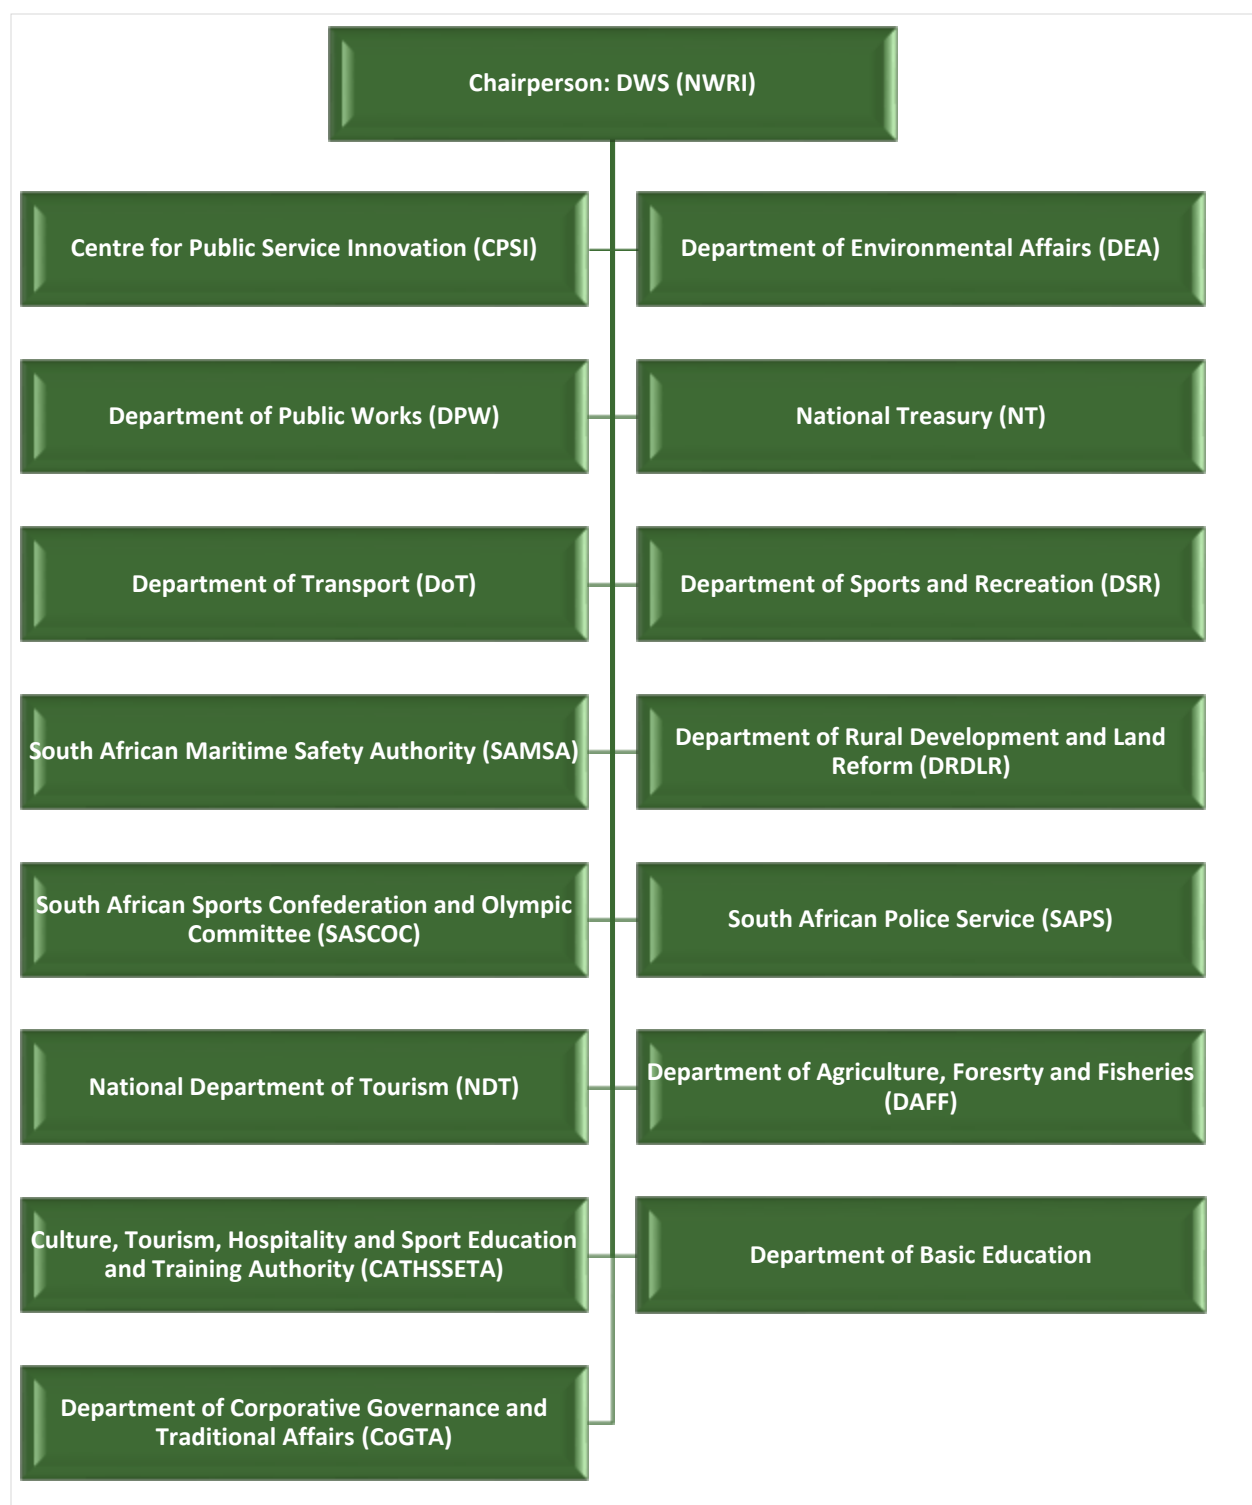 Chairperson: DWS (NWRI)
Centre for Public Service Innovation (CPSI)
Department of Environmental Affairs (DEA)
Department of Public Works (DPW)
National Treasury (NT)
Department of Transport (DoT)
Department of Sports and Recreation (DSR)
South African Maritime Safety Authority (SAMSA)
Department of Rural Development and Land
Reform (DRDLR)
South African Sports Confederation and Olympic
Committee (SASCOC)
South African Police Service (SAPS)
National Department of Tourism (NDT)
Department of Agriculture, Foresrty and Fisheries
(DAFF)
Culture, Tourism, Hospitality and Sport Education
and Training Authority (CATHSSETA)
Department of Basic Education
Department of Corporative Governance and
Traditional Affairs (CoGTA)